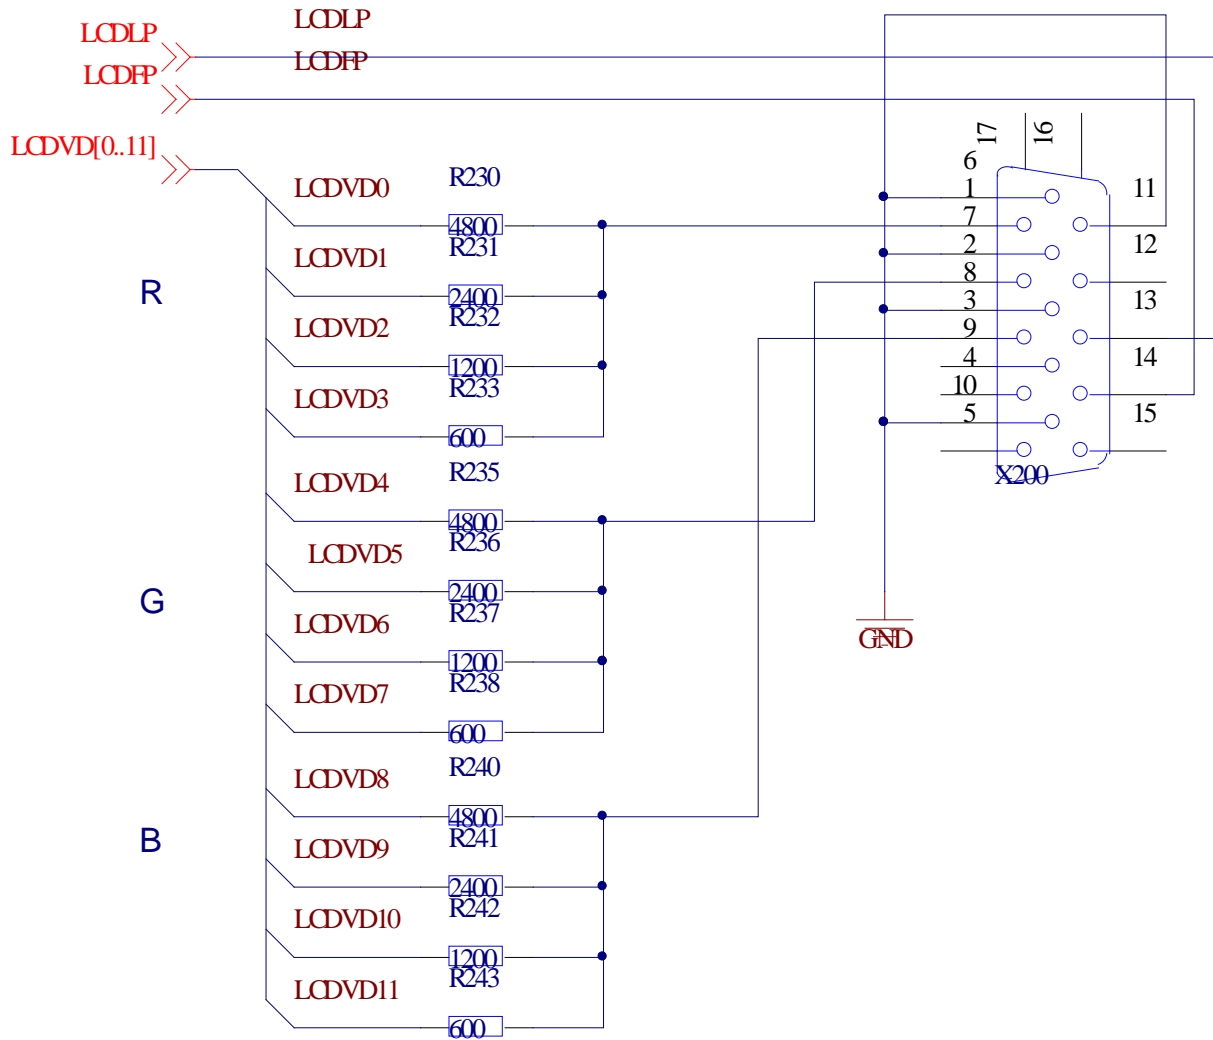 LCDLP
LCDLP
LCDFP
LCDFP
LCDVD[0..11]
17
16
6
R230
LCDVD0
1
11
4800
7
R231
2
12
LCDVD1
8
R
2400
3
13
R232
LCDVD2
9
1200
4
14
R233
10
LCDVD3
600
5
15
R235
X200
LCDVD4
4800
R236
LCDVD5
2400
G
R237
LCDVD6
GND
1200
R238
LCDVD7
600
R240
LCDVD8
4800
B
R241
LCDVD9
2400
R242
LCDVD10
1200
R243
LCDVD11
600